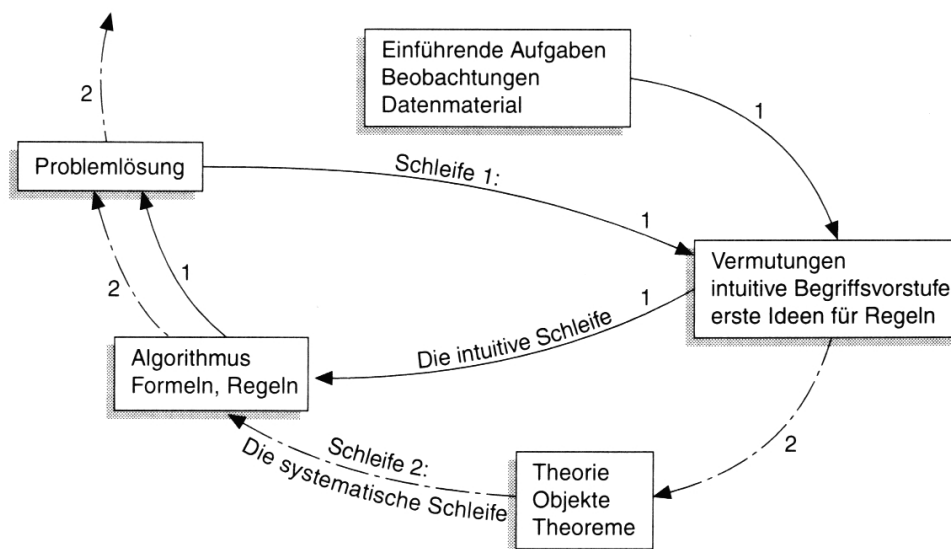 Einführende Aufgaben
Beobachtungen
Datenmaterial
2
1
Problemlösung
Schleife 1:
1
Vermutungen
intuitive Begriffsvorstufe
erste Ideen für Regeln
1
2
1
Die intuitive Schleife
Algorithmus
Formeln, Regeln
2
Schleife 2:
Die systematische Schleife
Theorie
Objekte
Theoreme